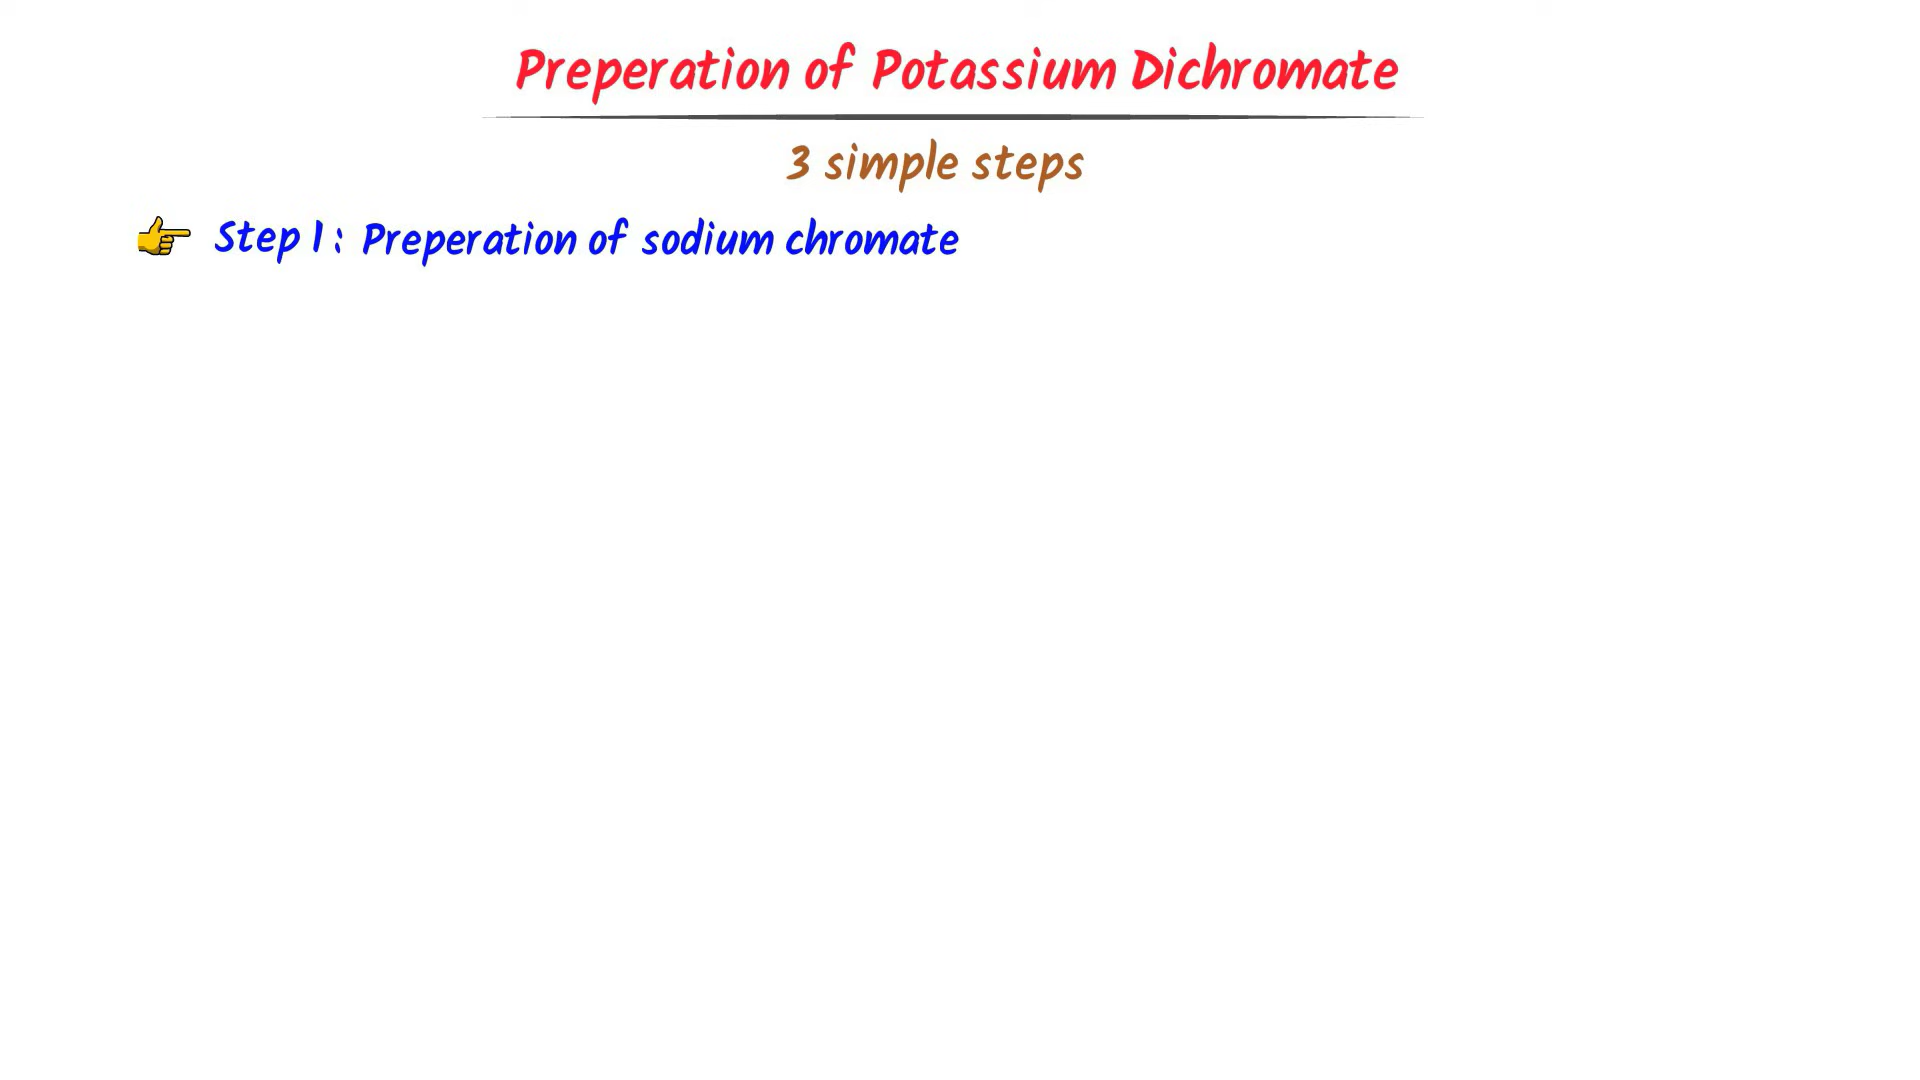 Preperation of Potassium Dichromate
3 simple steps
Step 1 : Preperation of sodium chromate